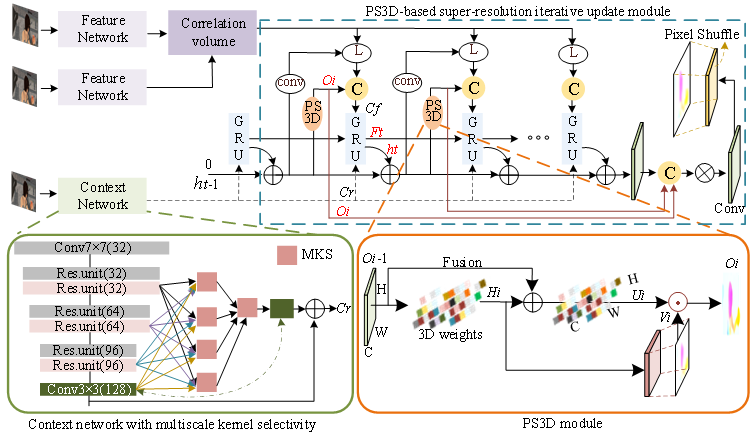 PS3D-based super-resolution iterative update module
Feature
Network
Correlation
volume
Pixel Shuffle
L
L
L
conv
Oi
conv
C
C
C
Feature
Network
PS
3D
Cf
PS
3D
G
R
U
G
R
U
Ft
G
R
U
G
R
U
ht
0
ht-1
C
Context
Network
Cr
Oi
Conv
Conv7×7(32)
MKS
Res.unit(32)
Res.unit(32)
Res.unit(64)
Res.unit(64)
Res.unit(96)
Res.unit(96)
Conv3×3(128)
Cr
Context network with multiscale kernel selectivity
Oi-1
Fusion
Oi
H
Hi
H
Ui
W
C
W
Vi
3D weights
C
PS3D module